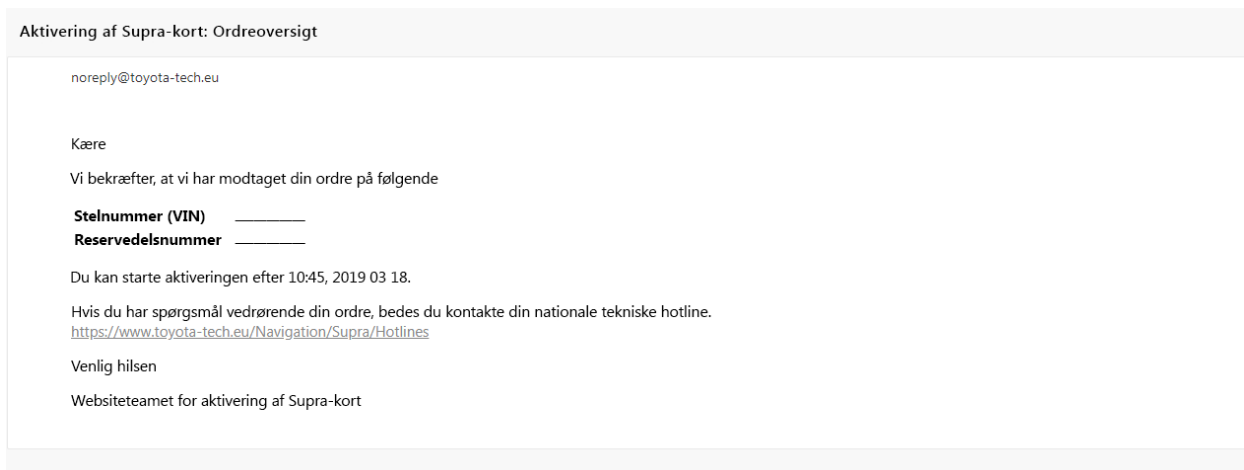 Aktivering af Supra-kort: Ordreoversigt
noreply@toyota-tech.eu
Kære
Vi bekræfter, at vi har modtaget din ordre på følgende
Stelnummer (VIN) ___________
Reservedelsnummer ___________
Du kan starte aktiveringen efter 10:45, 2019 03 18.
Hvis du har spørgsmål vedrørende din ordre, bedes du kontakte din nationale tekniske hotline.
https://www.toyota-tech.eu/Navigation/Supra/Hotlines
Venlig hilsen
Websiteteamet for aktivering af Supra-kort